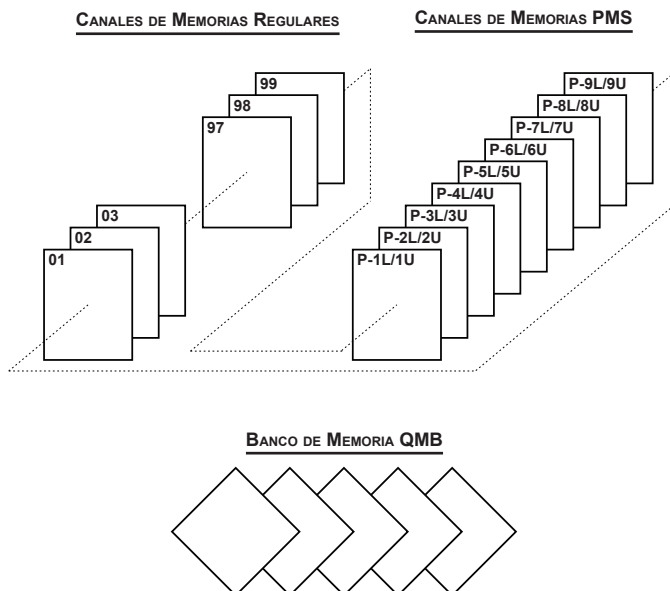 CANALES DE MEMORIAS REGULARES
CANALES DE MEMORIAS PMS
99
98
97
03
02
01
P-9L/9U
P-8L/8U
P-7L/7U
P-6L/6U
P-5L/5U
P-4L/4U
P-3L/3U
P-2L/2U
P-1L/1U
BANCO DE MEMORIA QMB